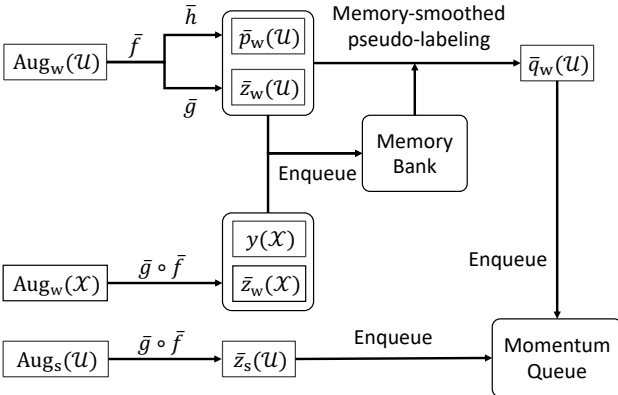 h̄
Memory-smoothed
pseudo-labeling
f̄
p̄_w(𝒰)
Aug_w(𝒰)
z̄_w(𝒰)
q̄_w(𝒰)
ḡ
Memory
Bank
Enqueue
y(𝒳)
Enqueue
Aug_w(𝒳)
ḡ ∘ f̄
z̄_w(𝒳)
Aug_s(𝒰)
ḡ ∘ f̄
z̄_s(𝒰)
Enqueue
Momentum
Queue